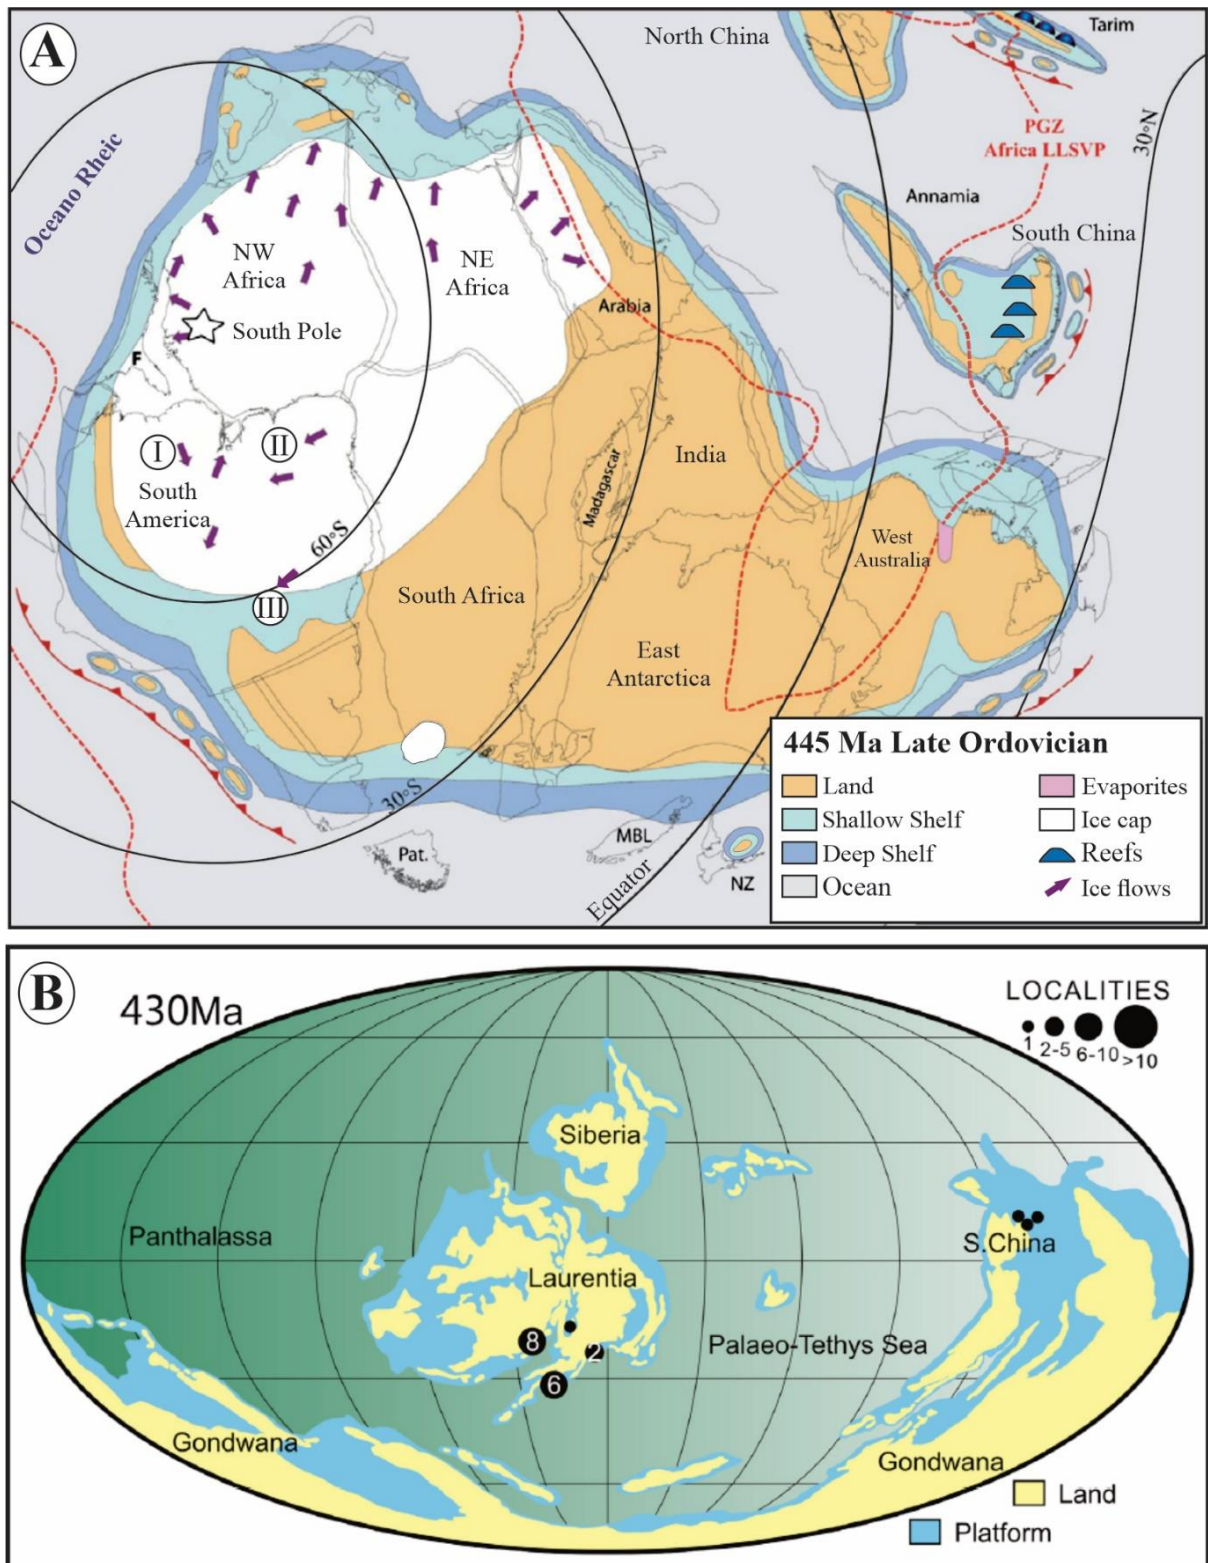 A
North China
Tarim
PGZ
Africa LLSVP
30°N
Oceano Rheic
Annamia
South China
NW
Africa
NE
Africa
South Pole
Arabia
F
I
II
South
America
India
Madagascar
60°S
West
Australia
III
South Africa
East
Antarctica
30°S
Pat.
MBL
NZ
Equator
445 Ma Late Ordovician
Land
Shallow Shelf
Deep Shelf
Ocean
Evaporites
Ice cap
Reefs
Ice flows
B
430Ma
LOCALITIES
1 2-5 6-10 >10
Siberia
Panthalassa
S.China
Laurentia
8
2
6
Palaeo-Tethys Sea
Gondwana
Gondwana
Land
Platform